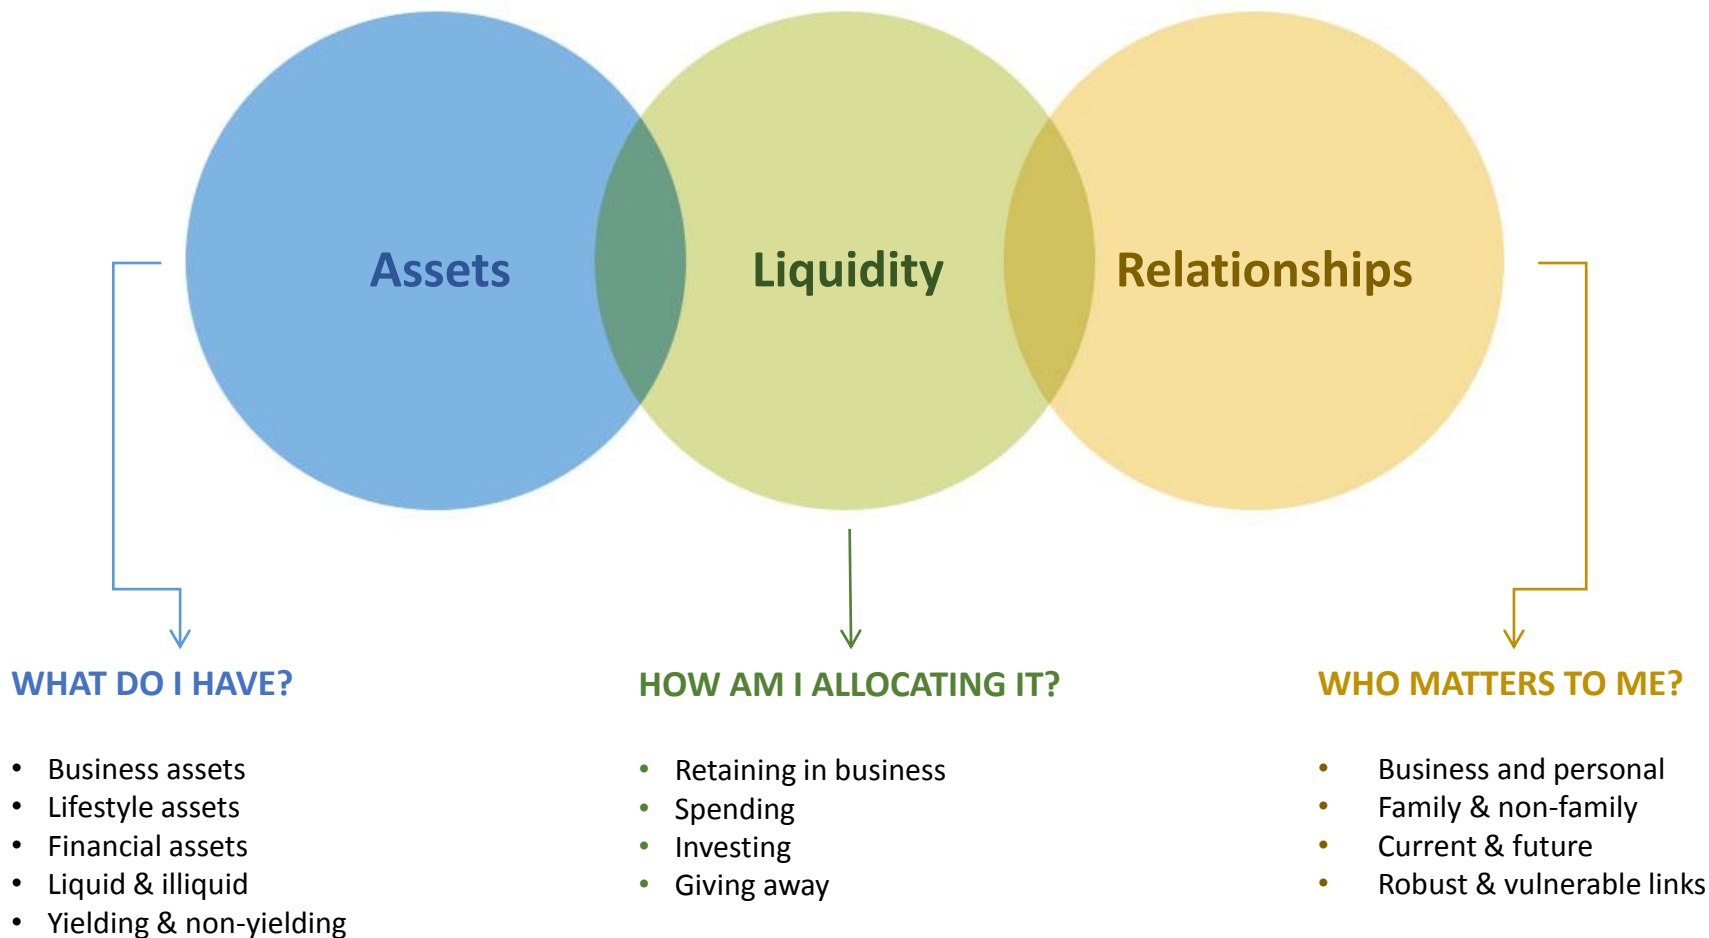 Assets
Liquidity
Relationships
WHAT DO I HAVE?
• Business assets
• Lifestyle assets
• Financial assets
• Liquid & illiquid
• Yielding & non-yielding
HOW AM I ALLOCATING IT?
• Retaining in business
• Spending
• Investing
• Giving away
WHO MATTERS TO ME?
• Business and personal
• Family & non-family
• Current & future
• Robust & vulnerable links